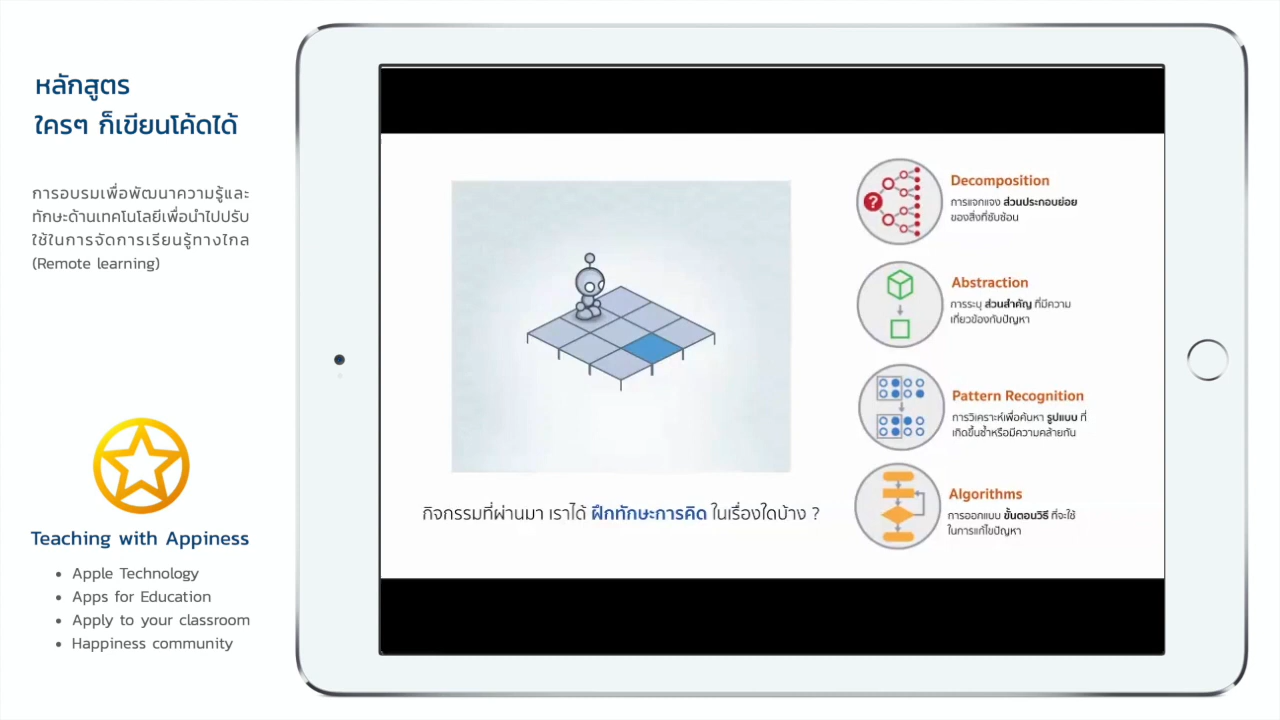 หลักสูตร
ใครๆ ก็เขียนโค้ดได้
การอบรมเพื่อพัฒนาความรู้และ
ทักษะด้านเทคโนโลยีเพื่อนำไปปรับ
ใช้ในการจัดการเรียนรู้ทางไกล
(Remote learning)
Teaching with Appiness
• Apple Technology
• Apps for Education
• Apply to your classroom
• Happiness community
กิจกรรมที่ผ่านมา เราได้ ฝึกทักษะการคิด ในเรื่องใดบ้าง ?
?
Decomposition
การแจกแจง ส่วนประกอบย่อย
ของสิ่งที่ซับซ้อน
Abstraction
การระบุ ส่วนสำคัญ ที่มีความ
เกี่ยวข้องกับปัญหา
Pattern Recognition
การวิเคราะห์เพื่อค้นหา รูปแบบ ที่
เกิดขึ้นซ้ำหรือมีความคล้ายกัน
Algorithms
การออกแบบ ขั้นตอนวิธี ที่จะใช้
ในการแก้ไขปัญหา